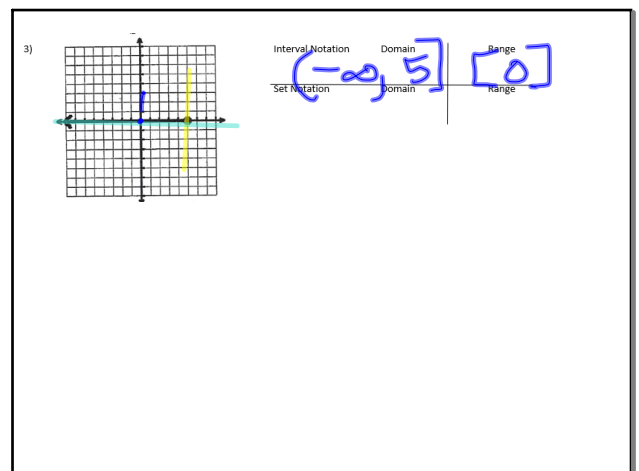 3)
Interval Notation Domain Range
(-∞, 5] [0]
Set Notation Domain Range